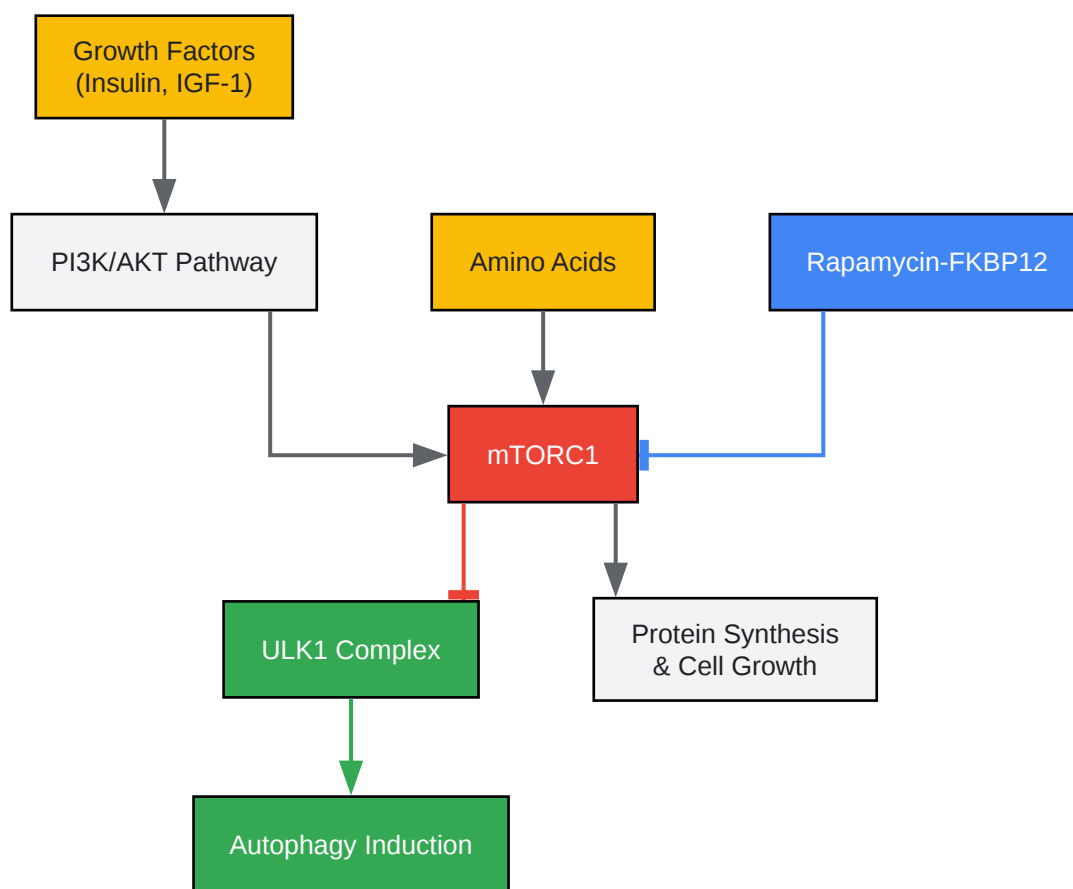 Growth Factors
(Insulin, IGF-1)
PI3K/AKT Pathway
Amino Acids
Rapamycin-FKBP12
mTORC1
ULK1 Complex
Protein Synthesis
& Cell Growth
Autophagy Induction